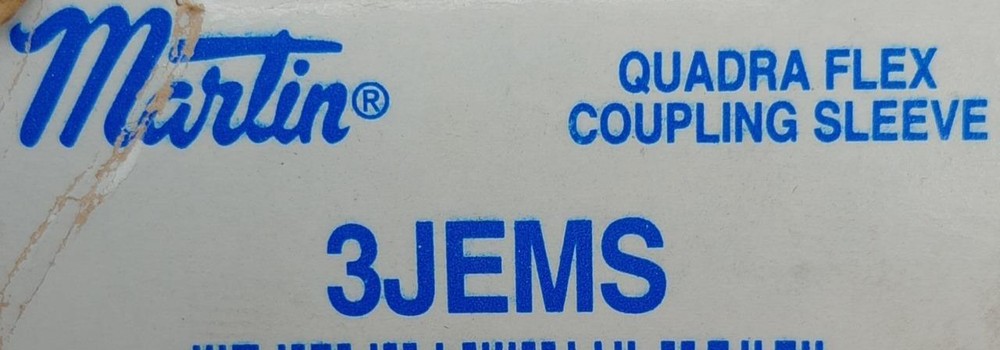 Martin®
QUADRA FLEX
COUPLING SLEEVE
3JEMS